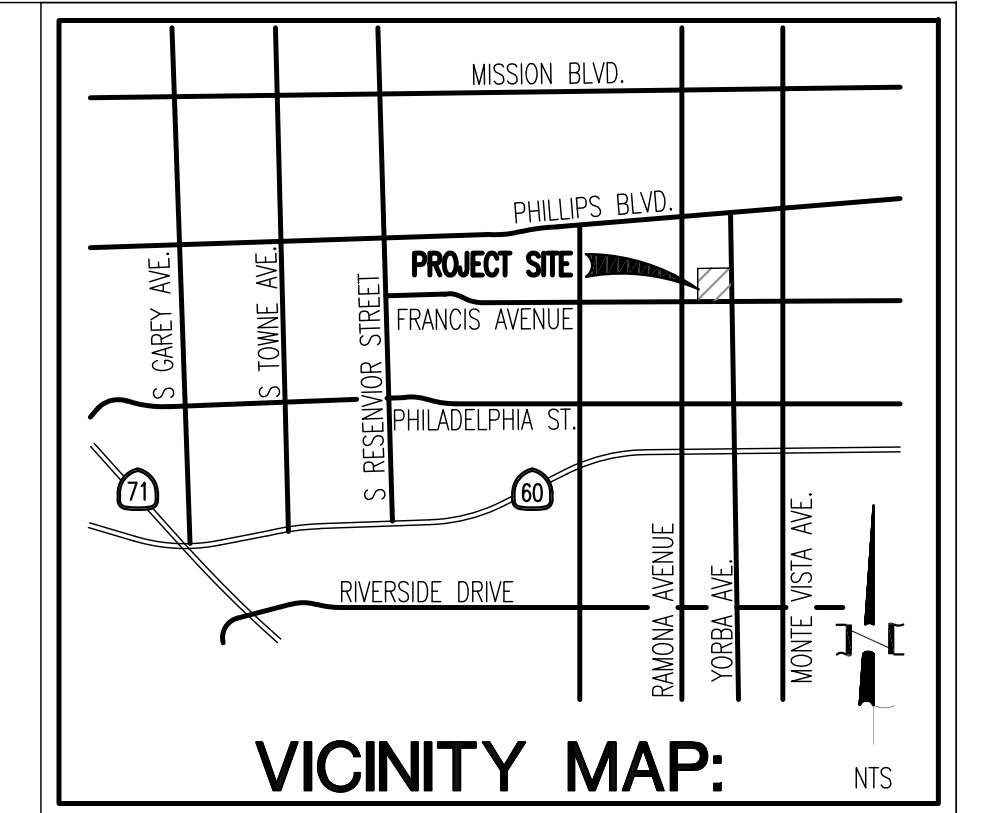 MISSION BLVD.
PHILLIPS BLVD.
PROJECT SITE
FRANCIS AVENUE
S GAREY AVE.
S TOWNE AVE.
S RESENVIOR STREET
PHILADELPHIA ST.
71
60
RIVERSIDE DRIVE
RAMONA AVENUE
YORBA AVE.
MONTE VISTA AVE.
N
VICINITY MAP:
NTS